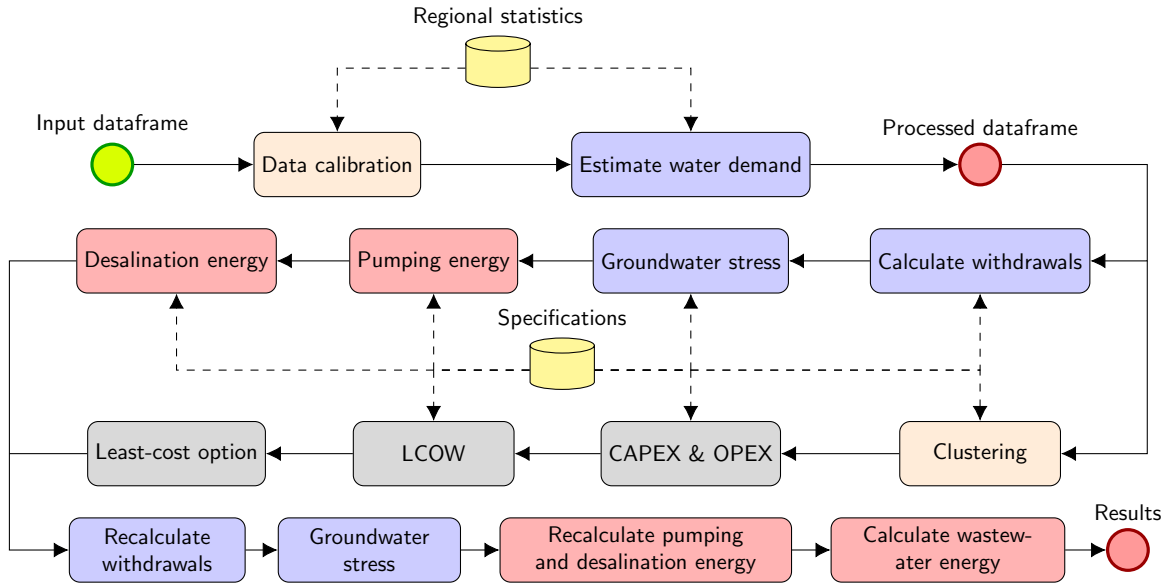 Regional statistics
Input dataframe
Processed dataframe
Data calibration
Estimate water demand
Desalination energy
Pumping energy
Groundwater stress
Calculate withdrawals
Specifications
Least-cost option
LCOW
CAPEX & OPEX
Clustering
Results
Recalculate
withdrawals
Groundwater
stress
Recalculate pumping
and desalination energy
Calculate wastew-
ater energy